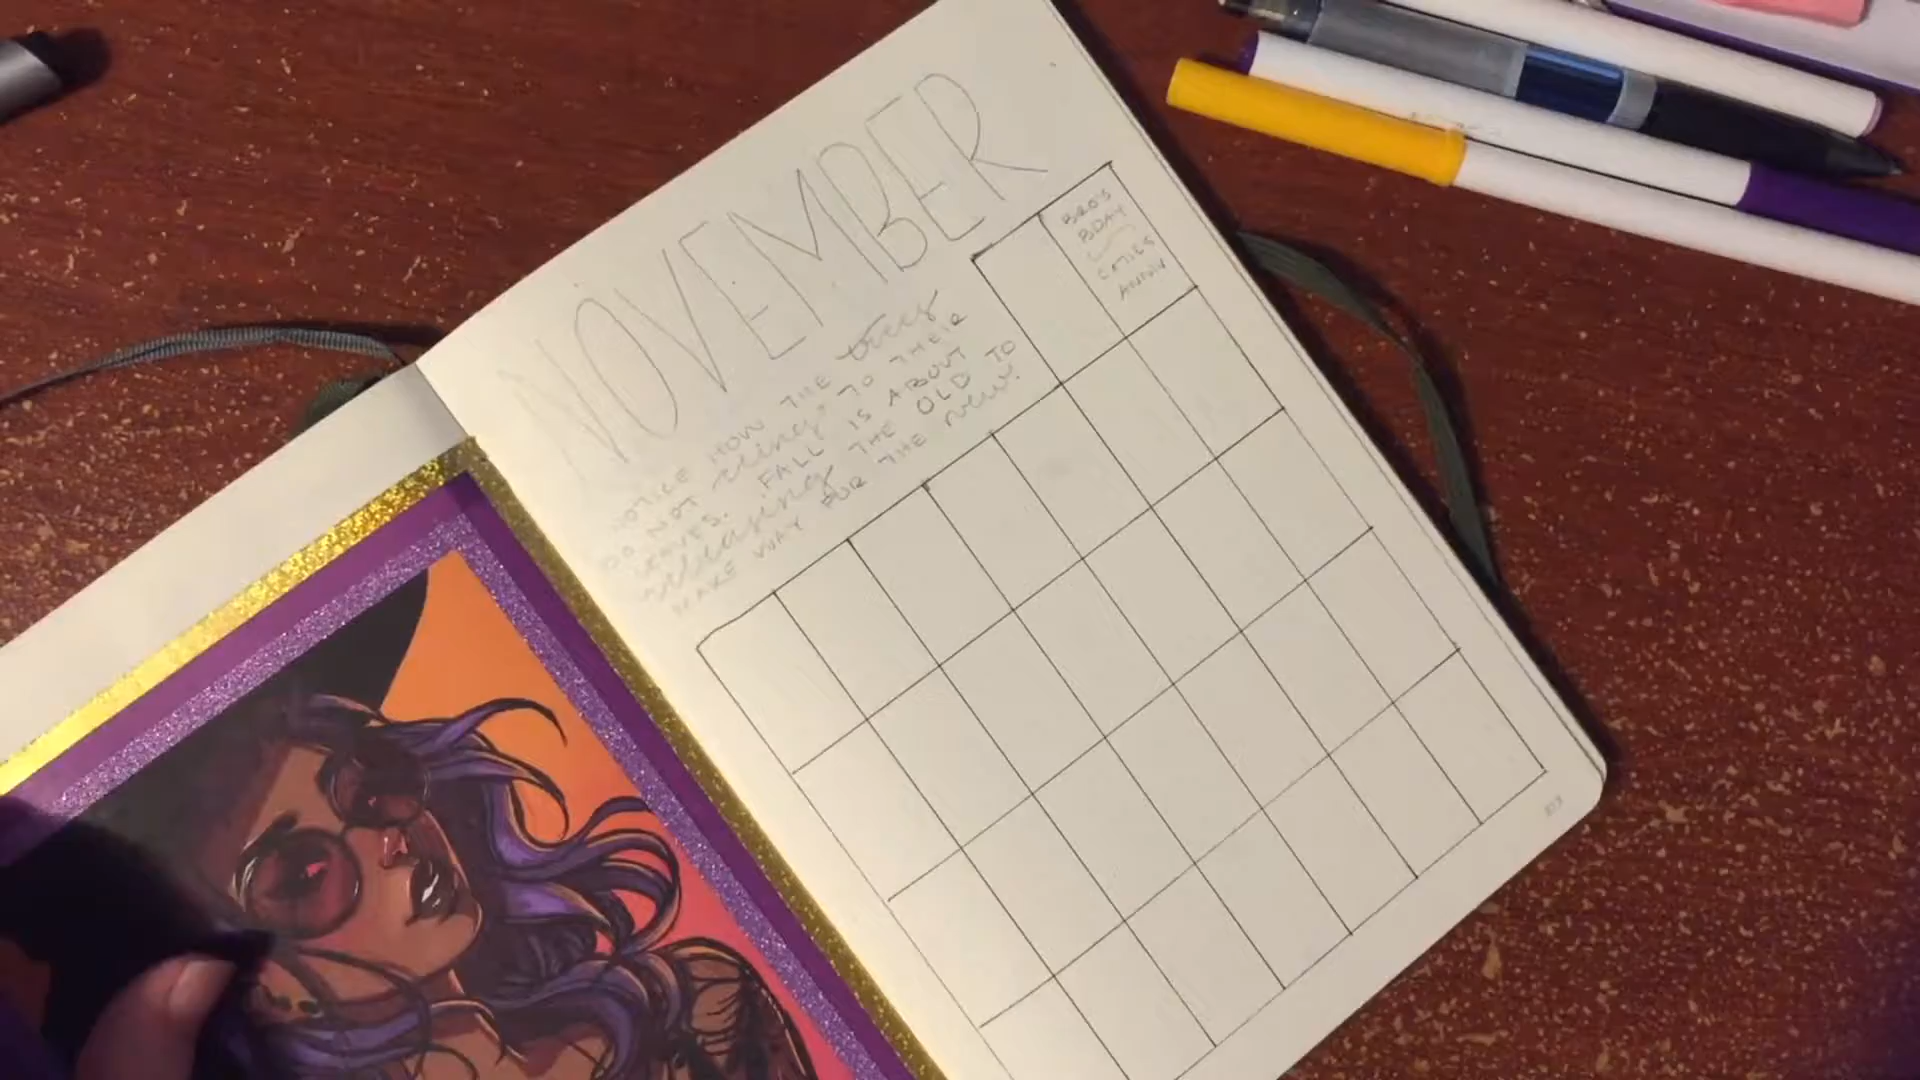 NOVEMBER
NOTICE HOW THE trees
DO NOT cling TO THEIR
LEAVES. FALL IS ABOUT
releasing THE OLD TO
MAKE WAY FOR THE new.
BRO'S
BDAY
ANNIV